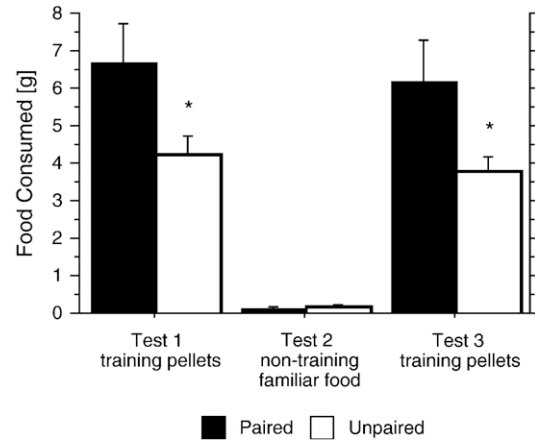 8
7
6
5
4
3
2
1
0
Food Consumed [g]
*
*
Test 1
training pellets
Test 2
non-training
familiar food
Test 3
training pellets
Paired
Unpaired